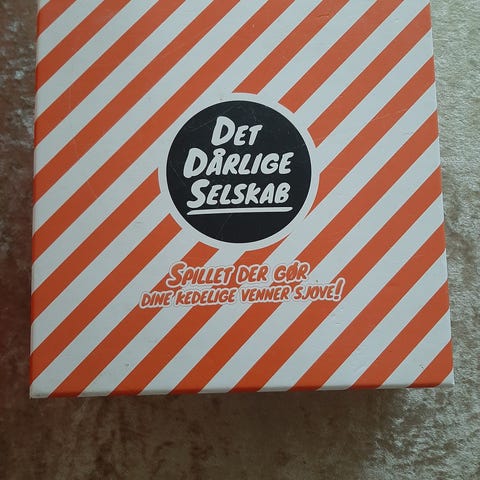 DET
DÅRLIGE
SELSKAB
SPILLET DER GØR
DINE KEDELIGE VENNER SJOVE!